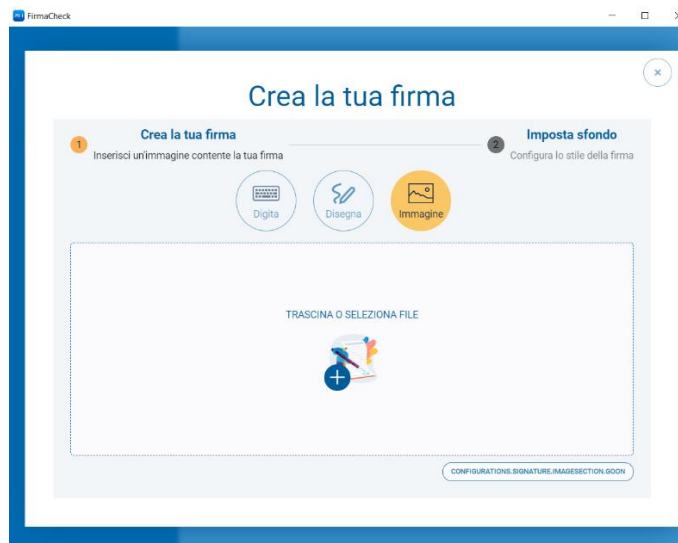 FirmaCheck
Crea la tua firma
1
Crea la tua firma
Inserisci un'immagine contente la tua firma
2
Imposta sfondo
Configura lo stile della firma
Digita
Disegna
Immagine
TRASCINA O SELEZIONA FILE
CONFIGURATIONS.SIGNATURE.IMAGESECTION.GOON